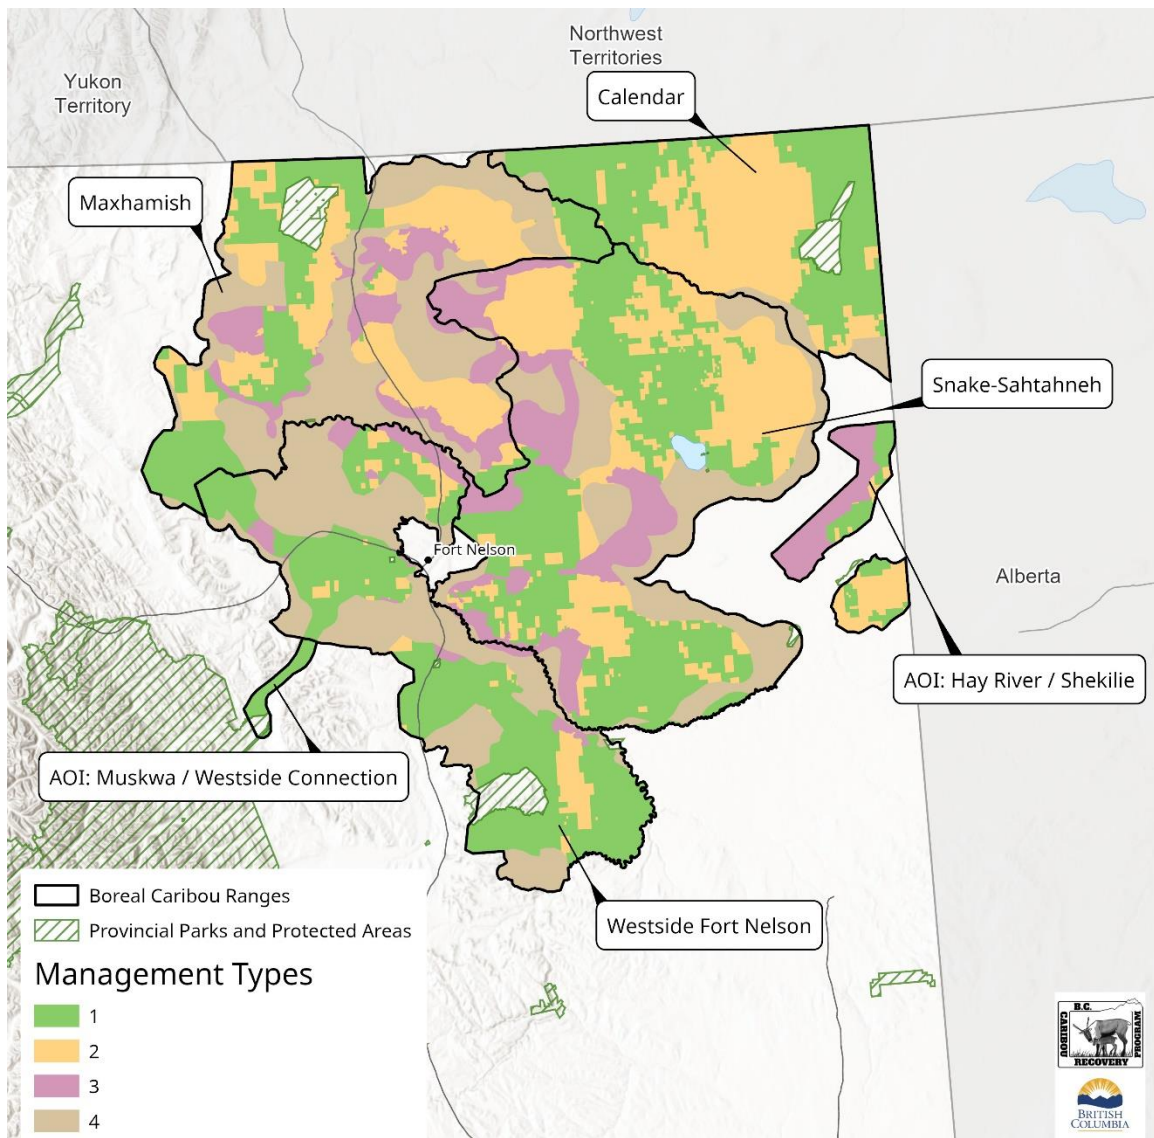 Northwest
Territories
Yukon
Territory
Calendar
Maxhamish
Snake-Sahtahneh
Fort Nelson
Alberta
AOI: Hay River / Shekilie
AOI: Muskwa / Westside Connection
Westside Fort Nelson
Boreal Caribou Ranges
Provincial Parks and Protected Areas
Management Types
1
2
3
4
B.C.
CARIBOU
PROGRAM
RECOVERY
BRITISH
COLUMBIA